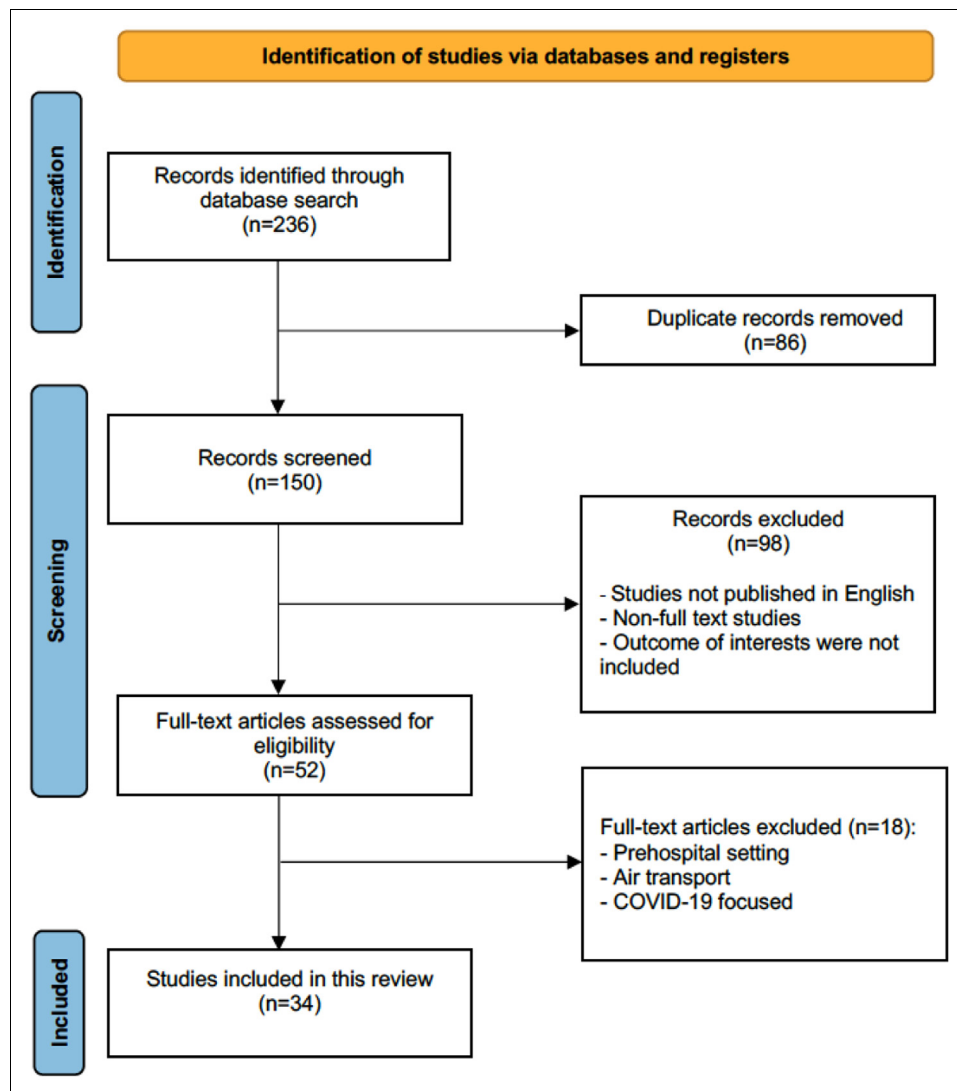 Identification of studies via databases and registers
Identification
Records identified through
database search
(n=236)
Duplicate records removed
(n=86)
Screening
Records screened
(n=150)
Records excluded
(n=98)
- Studies not published in English
- Non-full text studies
- Outcome of interests were not
included
Full-text articles assessed for
eligibility
(n=52)
Full-text articles excluded (n=18):
- Prehospital setting
- Air transport
- COVID-19 focused
Included
Studies included in this review
(n=34)